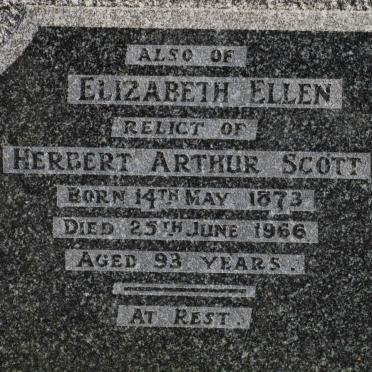 ALSO OF
ELIZABETH ELLEN
RELICT OF
HERBERT ARTHUR SCOTT
BORN 14TH MAY 1873
DIED 25TH JUNE 1966
AGED 93 YEARS.
AT REST.